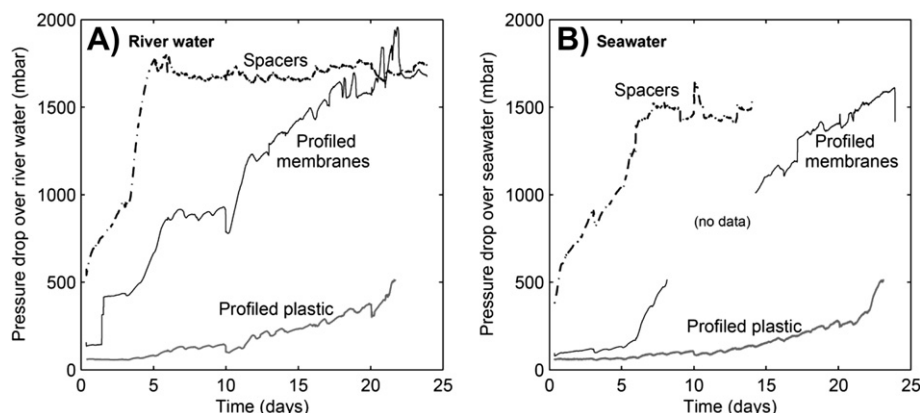 A) River water
Spacers
Profiled
membranes
Profiled plastic
Pressure drop over river water (mbar)
2000
1500
1000
500
0
0 5 10 15 20 25
Time (days)
B) Seawater
Spacers
Profiled
membranes
(no data)
Profiled plastic
Pressure drop over seawater (mbar)
2000
1500
1000
500
0
0 5 10 15 20 25
Time (days)